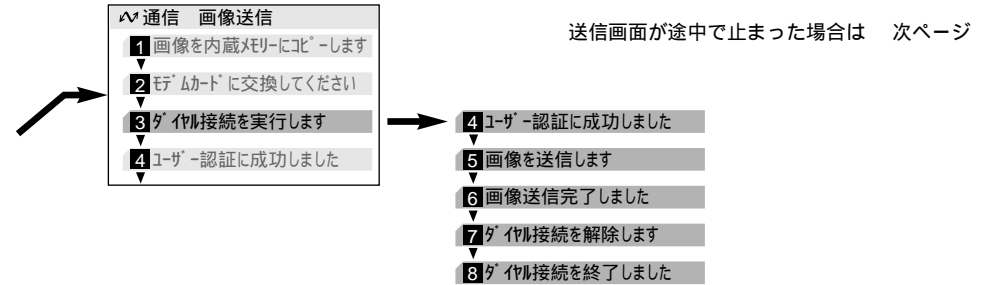 通信 画像送信
1 画像を内蔵ﾒﾓﾘｰにｺﾋﾟｰします
2 ﾓﾃﾞﾑｶｰﾄﾞに交換してください
3 ﾀﾞｲﾔﾙ接続を実行します
4 ﾕｰｻﾞｰ認証に成功しました
送信画面が途中で止まった場合は 次ページ
4 ﾕｰｻﾞｰ認証に成功しました
5 画像を送信します
6 画像送信完了しました
7 ﾀﾞｲﾔﾙ接続を解除します
8 ﾀﾞｲﾔﾙ接続を終了しました